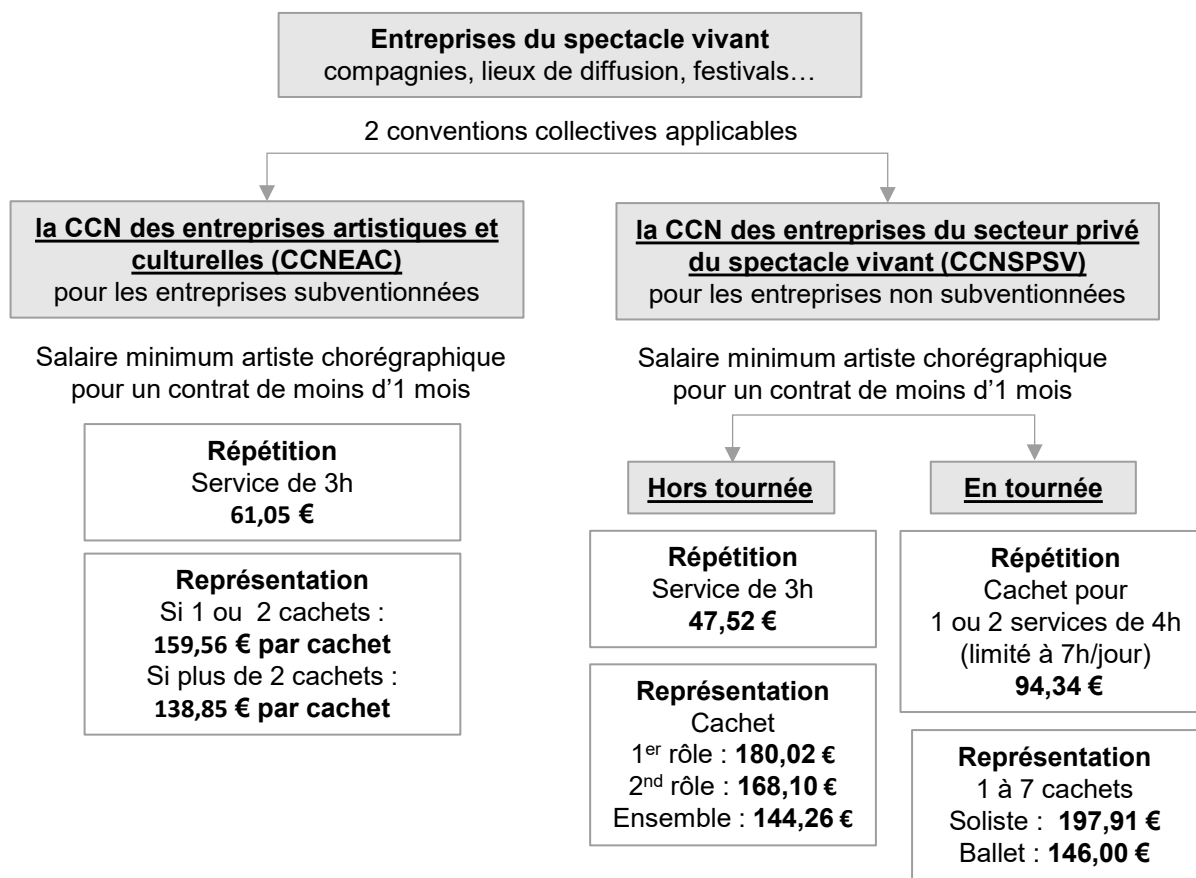 Entreprises du spectacle vivant
compagnies, lieux de diffusion, festivals…
2 conventions collectives applicables
la CCN des entreprises artistiques et
culturelles (CCNEAC)
pour les entreprises subventionnées
Salaire minimum artiste chorégraphique
pour un contrat de moins d’1 mois
Répétition
Service de 3h
61,05 €
Représentation
Si 1 ou 2 cachets :
159,56 € par cachet
Si plus de 2 cachets :
138,85 € par cachet
la CCN des entreprises du secteur privé
du spectacle vivant (CCNSPSV)
pour les entreprises non subventionnées
Salaire minimum artiste chorégraphique
pour un contrat de moins d’1 mois
Hors tournée
Répétition
Service de 3h
47,52 €
Représentation
Cachet
1er rôle : 180,02 €
2nd rôle : 168,10 €
Ensemble : 144,26 €
En tournée
Répétition
Cachet pour
1 ou 2 services de 4h
(limité à 7h/jour)
94,34 €
Représentation
1 à 7 cachets
Soliste : 197,91 €
Ballet : 146,00 €